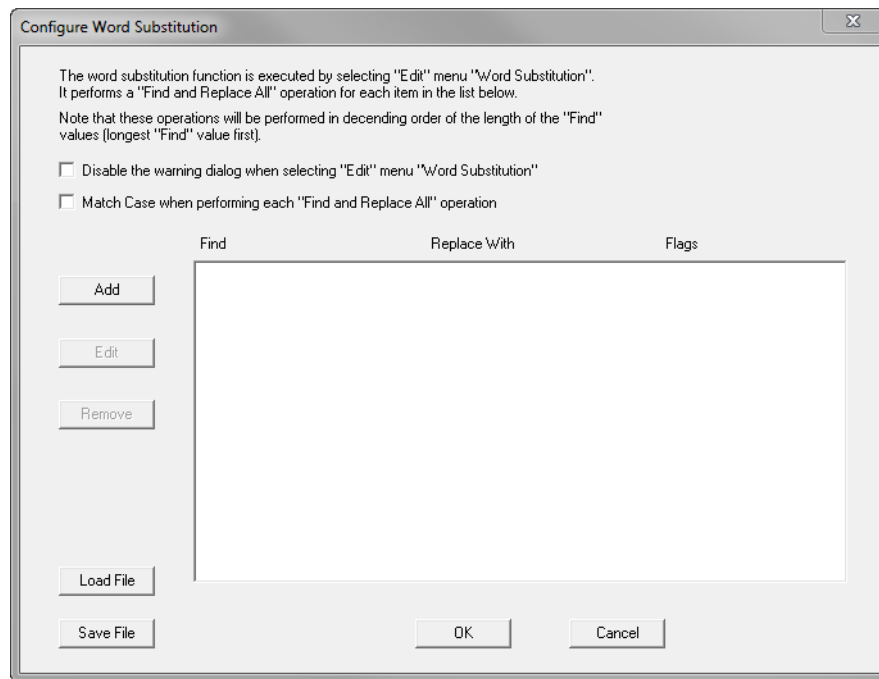 Configure Word Substitution
The word substitution function is executed by selecting "Edit" menu "Word Substitution".
It performs a "Find and Replace All" operation for each item in the list below.
Note that these operations will be performed in decending order of the length of the "Find"
values (longest "Find" value first).
Disable the warning dialog when selecting "Edit" menu "Word Substitution"
Match Case when performing each "Find and Replace All" operation
Find Replace With Flags
Add
Edit
Remove
Load File
Save File OK Cancel